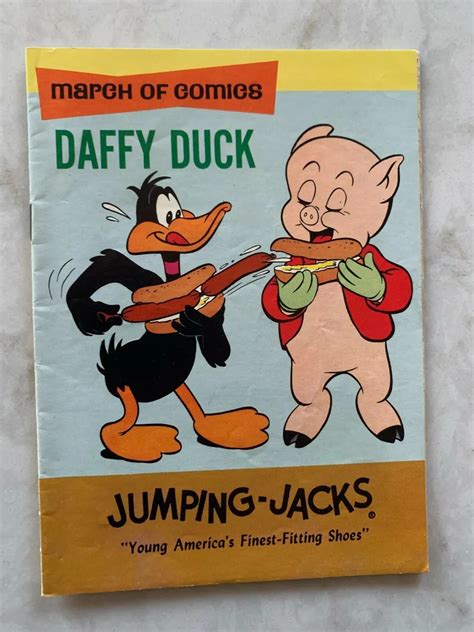 MARCH OF COMICS
DAFFY DUCK
JUMPING-JACKS®
"Young America's Finest-Fitting Shoes"